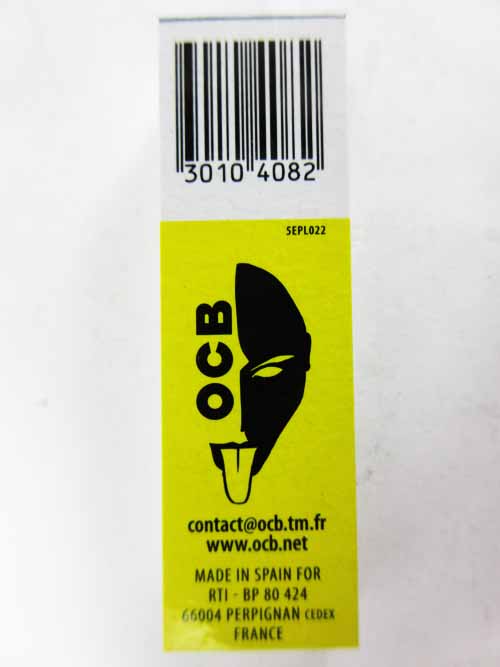 3010 4082
SEPL022
OCB
contact@ocb.tm.fr
www.ocb.net
MADE IN SPAIN FOR
RTI - BP 80 424
66004 PERPIGNAN CEDEX
FRANCE